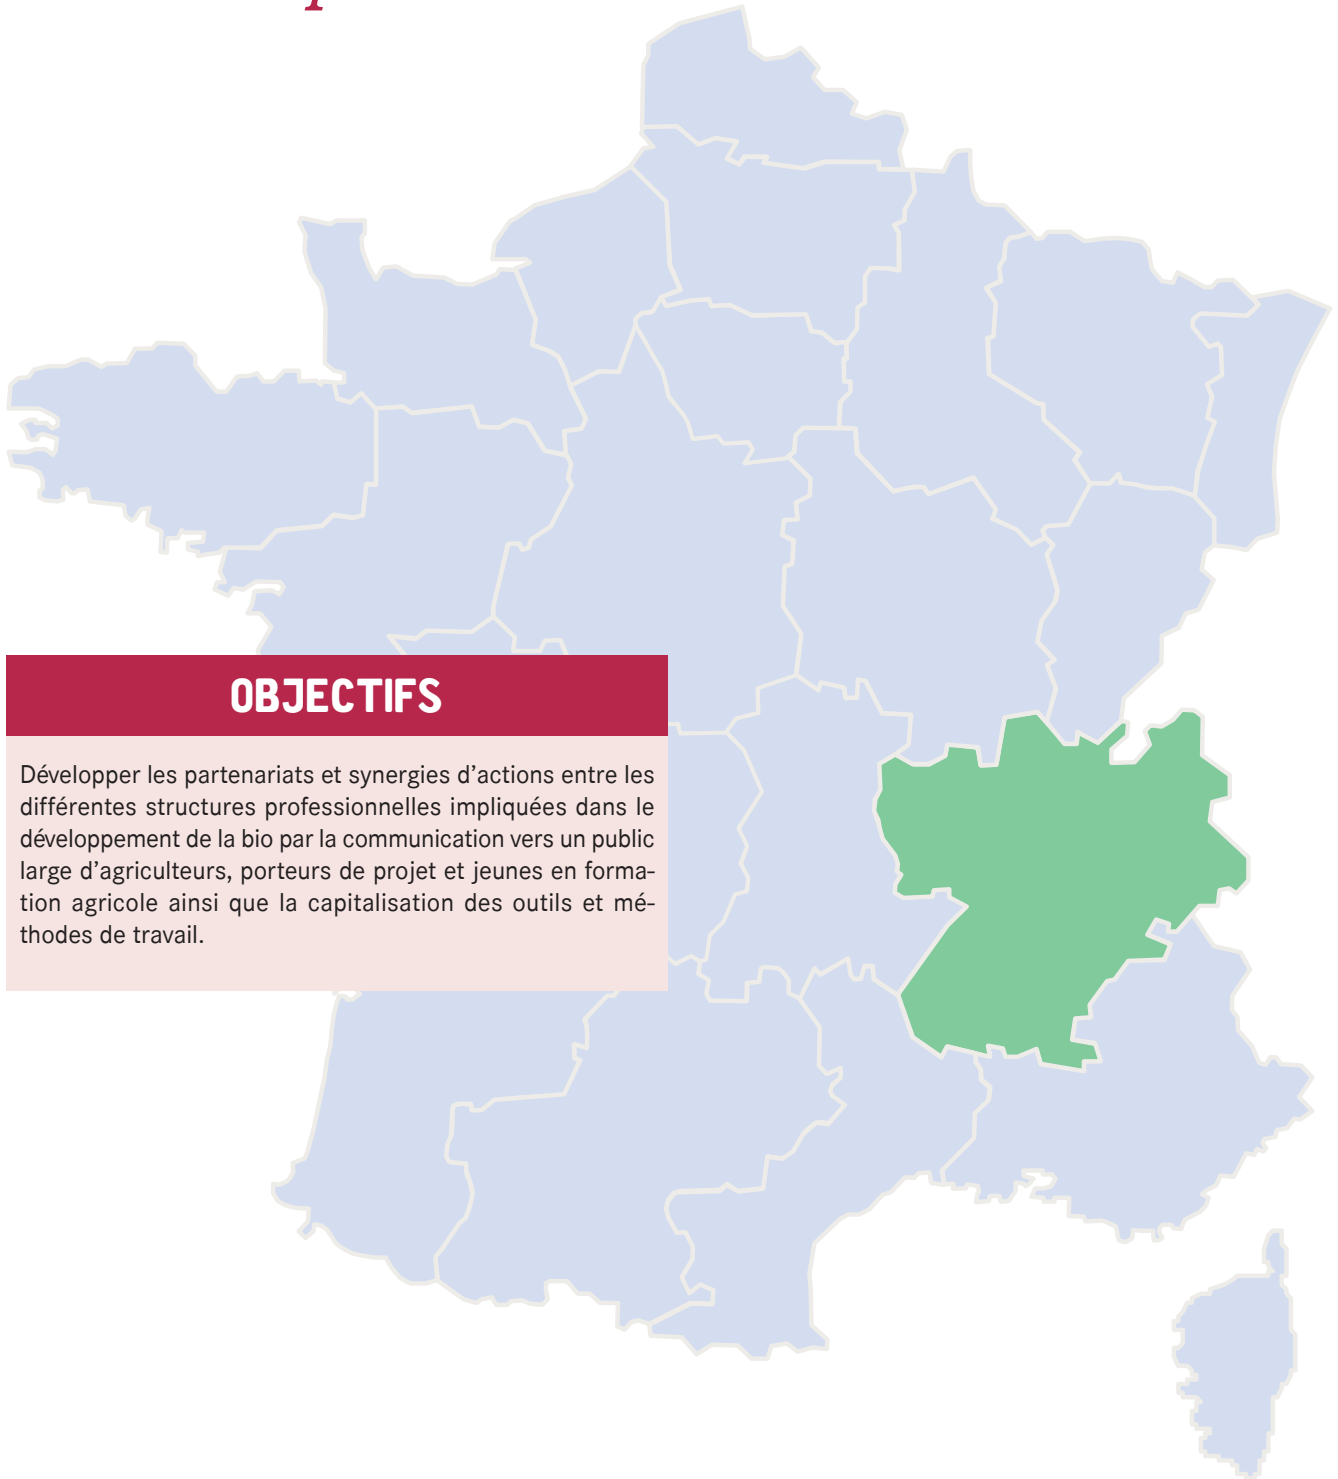 OBJECTIFS
Développer les partenariats et synergies d’actions entre les
différentes structures professionnelles impliquées dans le
développement de la bio par la communication vers un public
large d’agriculteurs, porteurs de projet et jeunes en forma-
tion agricole ainsi que la capitalisation des outils et mé-
thodes de travail.